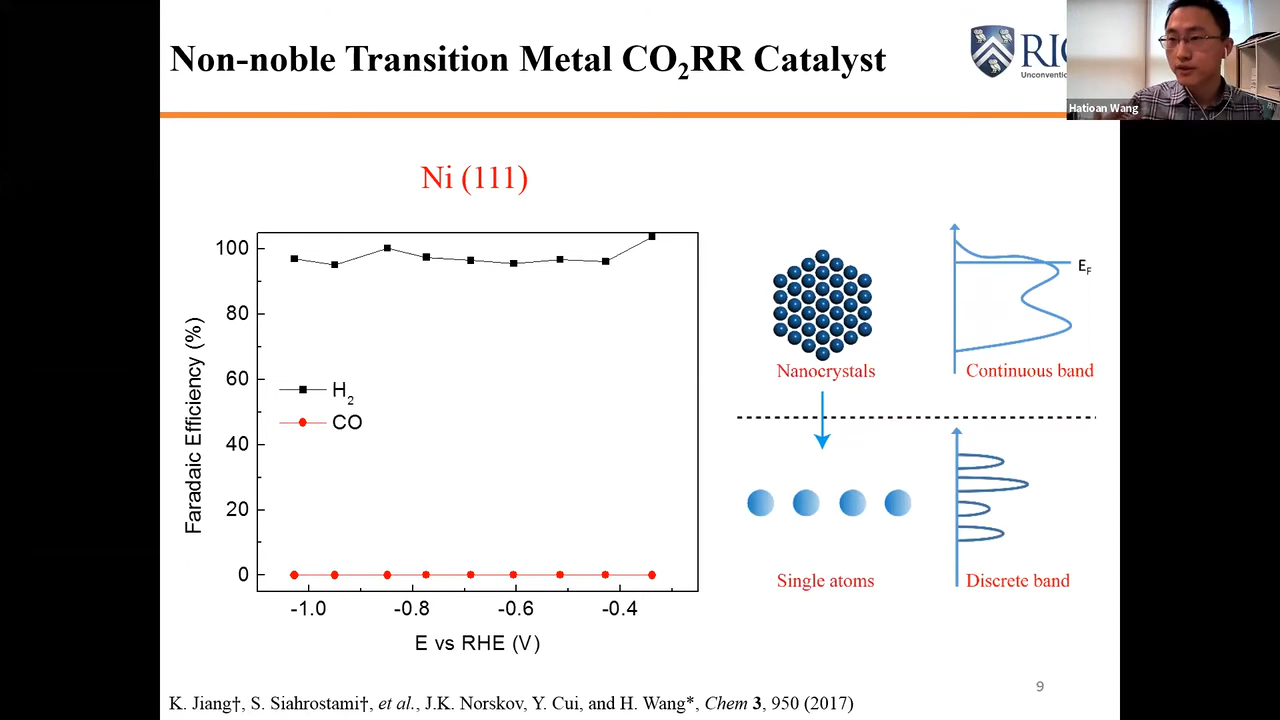 Non-noble Transition Metal CO₂RR Catalyst
Unconventio
Hatioan Wang
Ni (111)
100
80
60
40
20
0
Faradaic Efficiency (%)
H₂
CO
-1.0 -0.8 -0.6 -0.4
E vs RHE (V)
E_F
Nanocrystals
Continuous band
Single atoms
Discrete band
9
K. Jiang†, S. Siahrostami†, et al., J.K. Norskov, Y. Cui, and H. Wang*, Chem 3, 950 (2017)